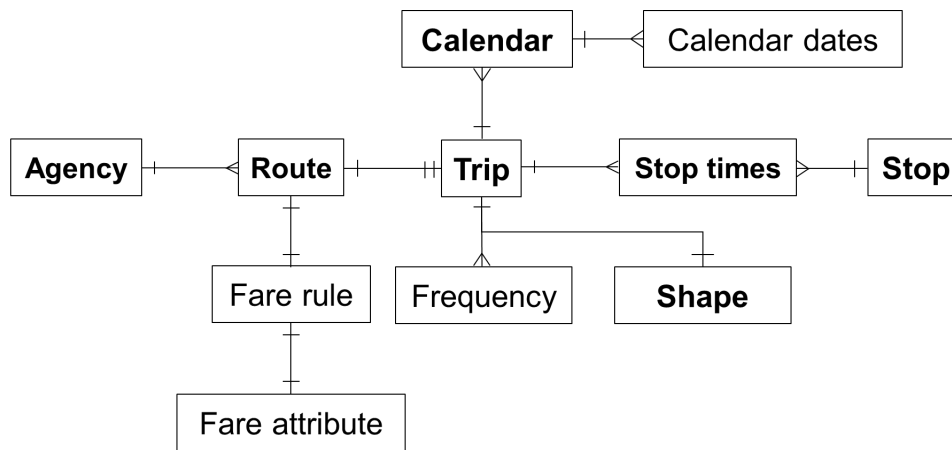 Calendar
Calendar dates
Agency
Route
Trip
Stop times
Stop
Fare rule
Frequency
Shape
Fare attribute